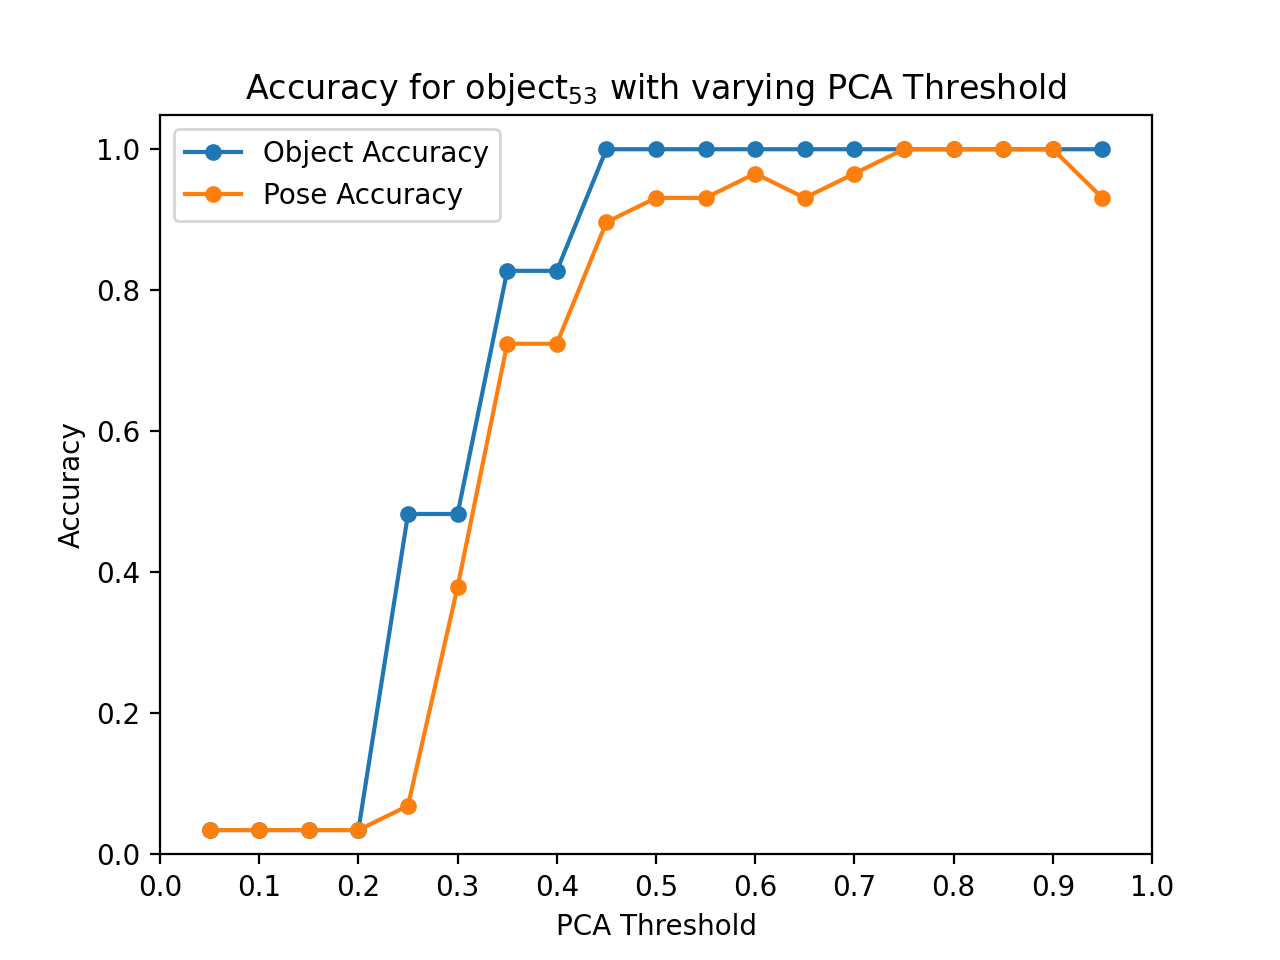 Accuracy for object₅₃ with varying PCA Threshold
Object Accuracy
Pose Accuracy
1.0
0.8
0.6
0.4
0.2
0.0
Accuracy
0.0 0.1 0.2 0.3 0.4 0.5 0.6 0.7 0.8 0.9 1.0
PCA Threshold